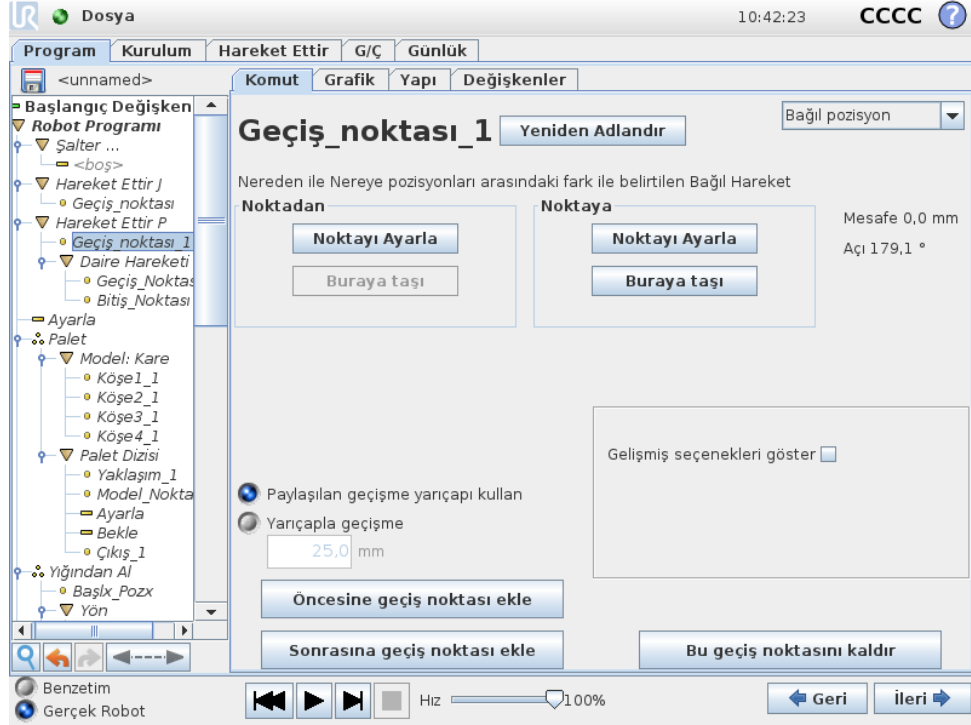 Dosya
10:42:23
CCCC
?
Program
Kurulum
Hareket Ettir
G/Ç
Günlük
<unnamed>
Komut
Grafik
Yapı
Değişkenler
Başlangıç Değişken
Robot Programı
Şalter ...
<boş>
Hareket Ettir J
Geçiş_noktası
Hareket Ettir P
Geçiş_noktası_1
Daire Hareketi
Geçiş_Noktas
Bitiş_Noktası
Ayarla
Palet
Model: Kare
Köşe1_1
Köşe2_1
Köşe3_1
Köşe4_1
Palet Dizisi
Yaklaşım_1
Model_Nokta
Ayarla
Bekle
Çıkış_1
Yığından Al
Başlx_Pozx
Yön
Geçiş_noktası_1
Yeniden Adlandır
Bağıl pozisyon
Nereden ile Nereye pozisyonları arasındaki fark ile belirtilen Bağıl Hareket
Noktadan
Noktayı Ayarla
Buraya taşı
Noktaya
Noktayı Ayarla
Buraya taşı
Mesafe 0,0 mm
Açı 179,1 °
Gelişmiş seçenekleri göster
Paylaşılan geçişme yarıçapı kullan
Yarıçapla geçişme
25,0 mm
Öncesine geçiş noktası ekle
Sonrasına geçiş noktası ekle
Bu geçiş noktasını kaldır
Benzetim
Gerçek Robot
Hız
100%
Geri
İleri